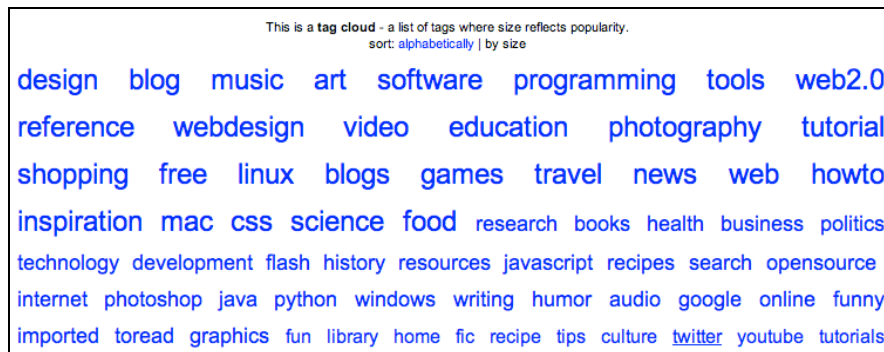 This is a tag cloud - a list of tags where size reflects popularity.
sort: alphabetically | by size
design blog music art software programming tools web2.0
reference webdesign video education photography tutorial
shopping free linux blogs games travel news web howto
inspiration mac css science food research books health business politics
technology development flash history resources javascript recipes search opensource
internet photoshop java python windows writing humor audio google online funny
imported toread graphics fun library home fic recipe tips culture twitter youtube tutorials